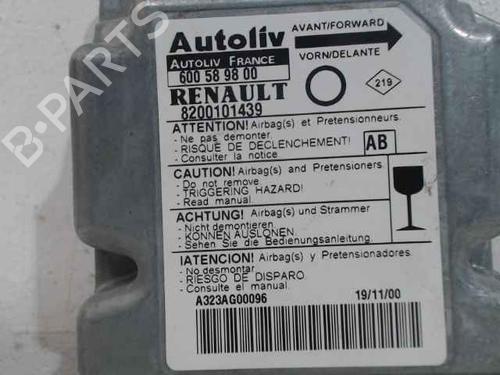 Autoliv
AVANT/FORWARD
AUTOLIV FRANCE
VORN/DELANTE
600 58 98 00
219
RENAULT
8200101439
ATTENTION! Airbag(s) et Pretensionneurs.
- Ne pas demonter.
- RISQUE DE DECLENCHEMENT!
AB
- Consulter la notice.
CAUTION! Airbag(s) and Pretensioners.
- Do not remove.
- TRIGGERING HAZARD!
- Read manual.
ACHTUNG! Airbag(s) und Strammer
- Nicht demontieren.
- KONNEN AUSLONEN.
- Sehen Sie die Bedienungsanleitung.
IATENCION! Airbag(s) y Pretensionadores.
- No desmontar
- RIESGO DE DISPARO.
- Consulte el manual.
A323AG00096
19/11/00